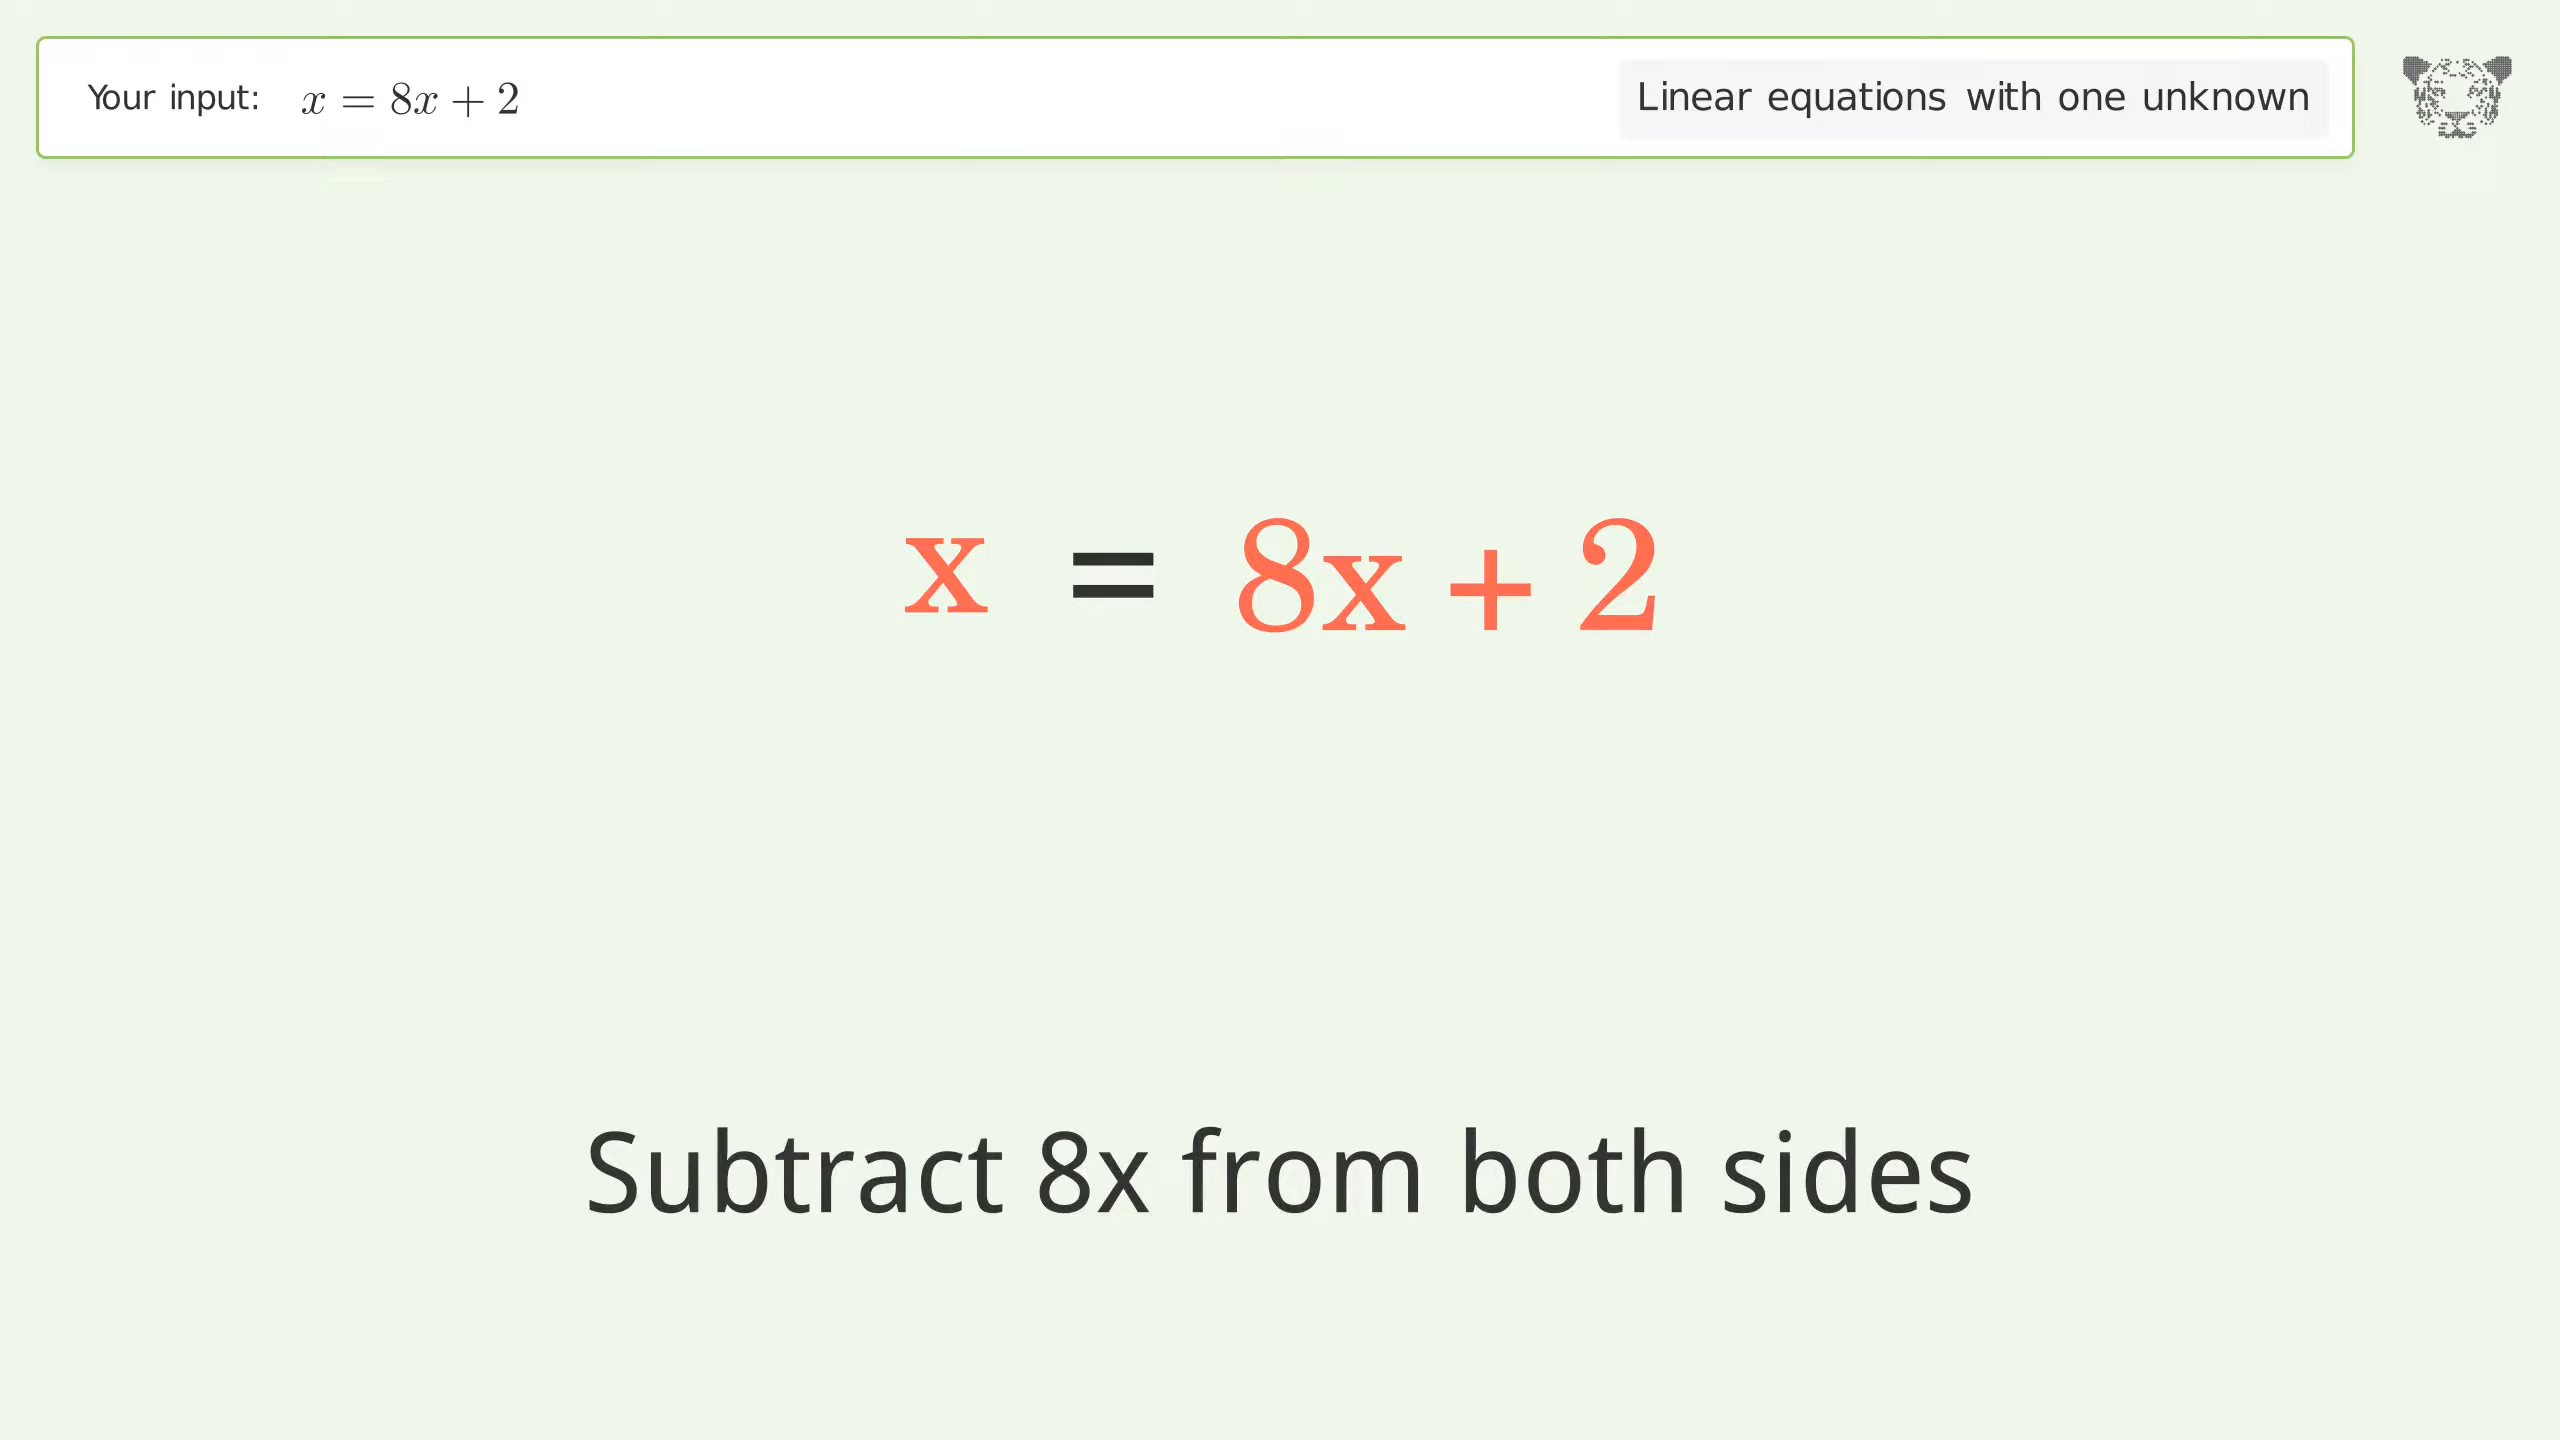 Your input: x = 8x + 2 Linear equations with one unknown
x = 8x + 2
Subtract 8x from both sides